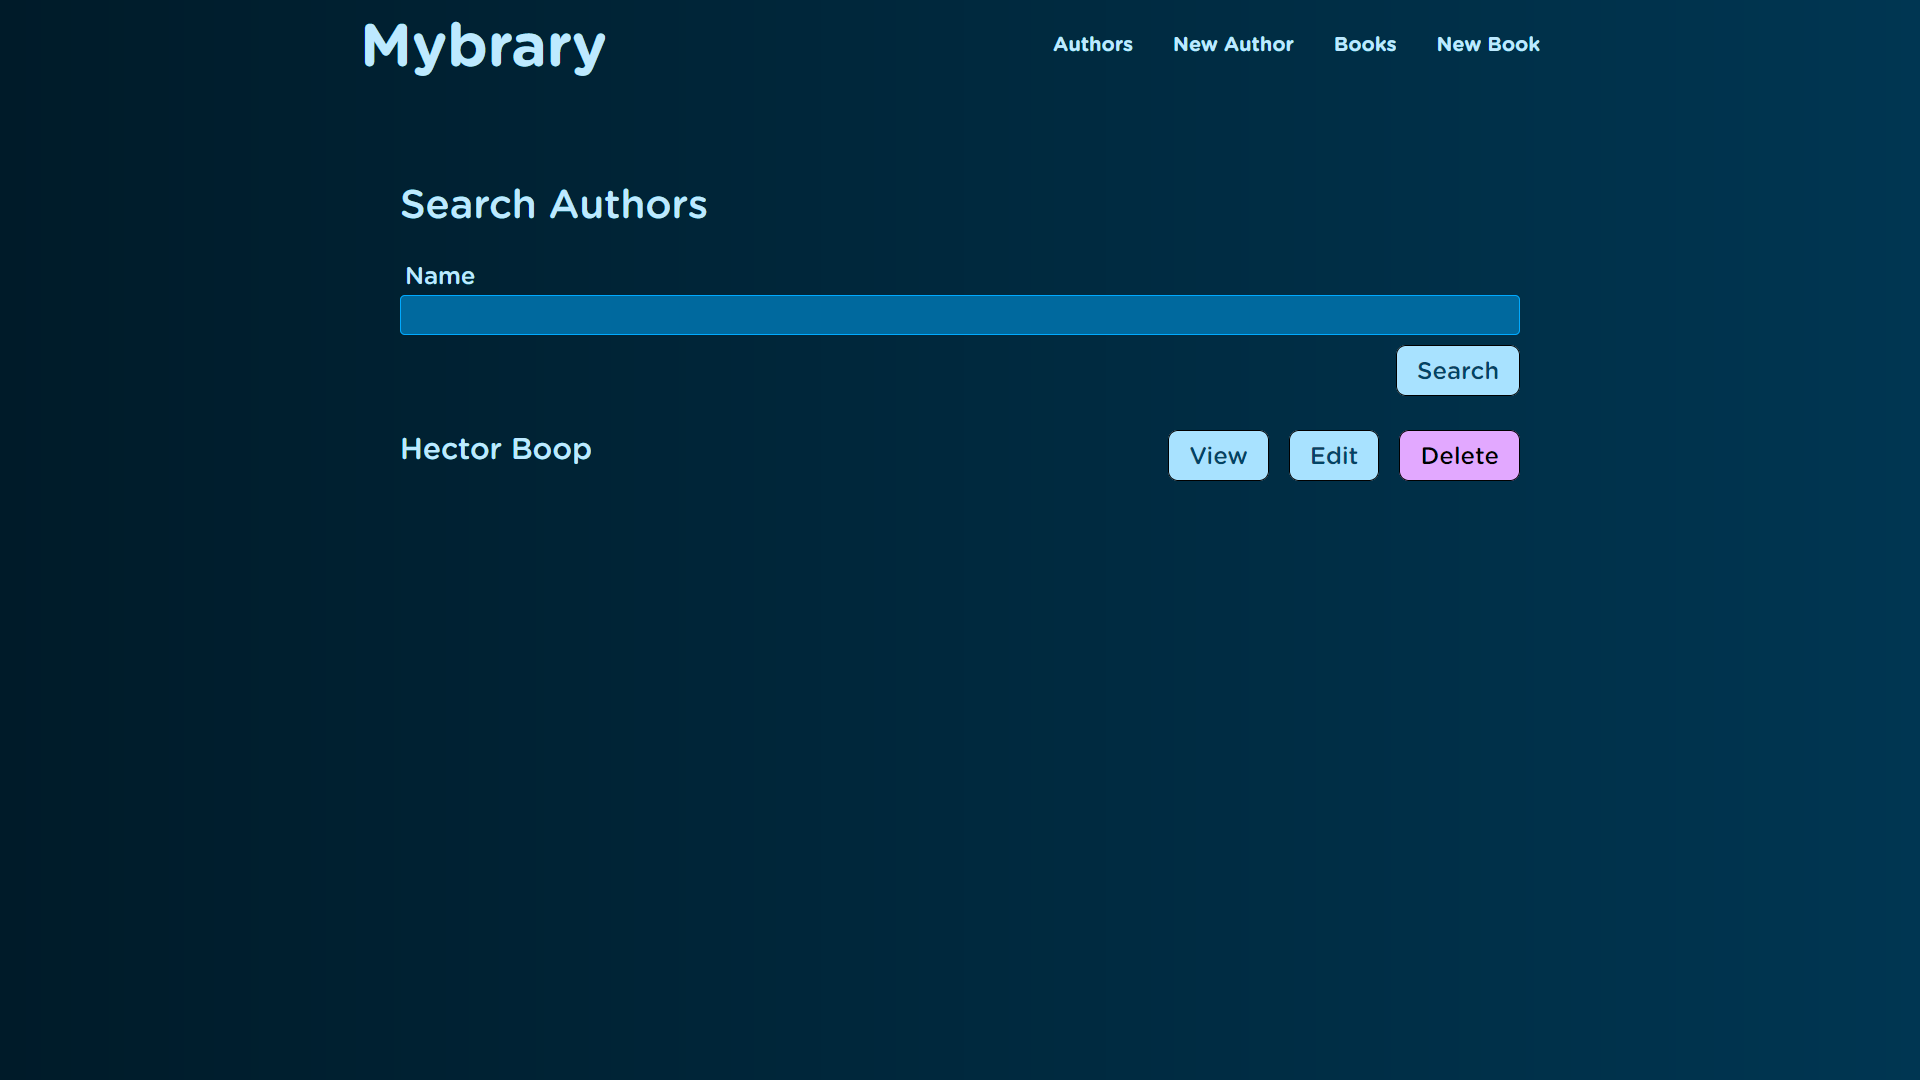 Mybrary Authors New Author Books New Book
Search Authors
Name
Search
Hector Boop View Edit Delete